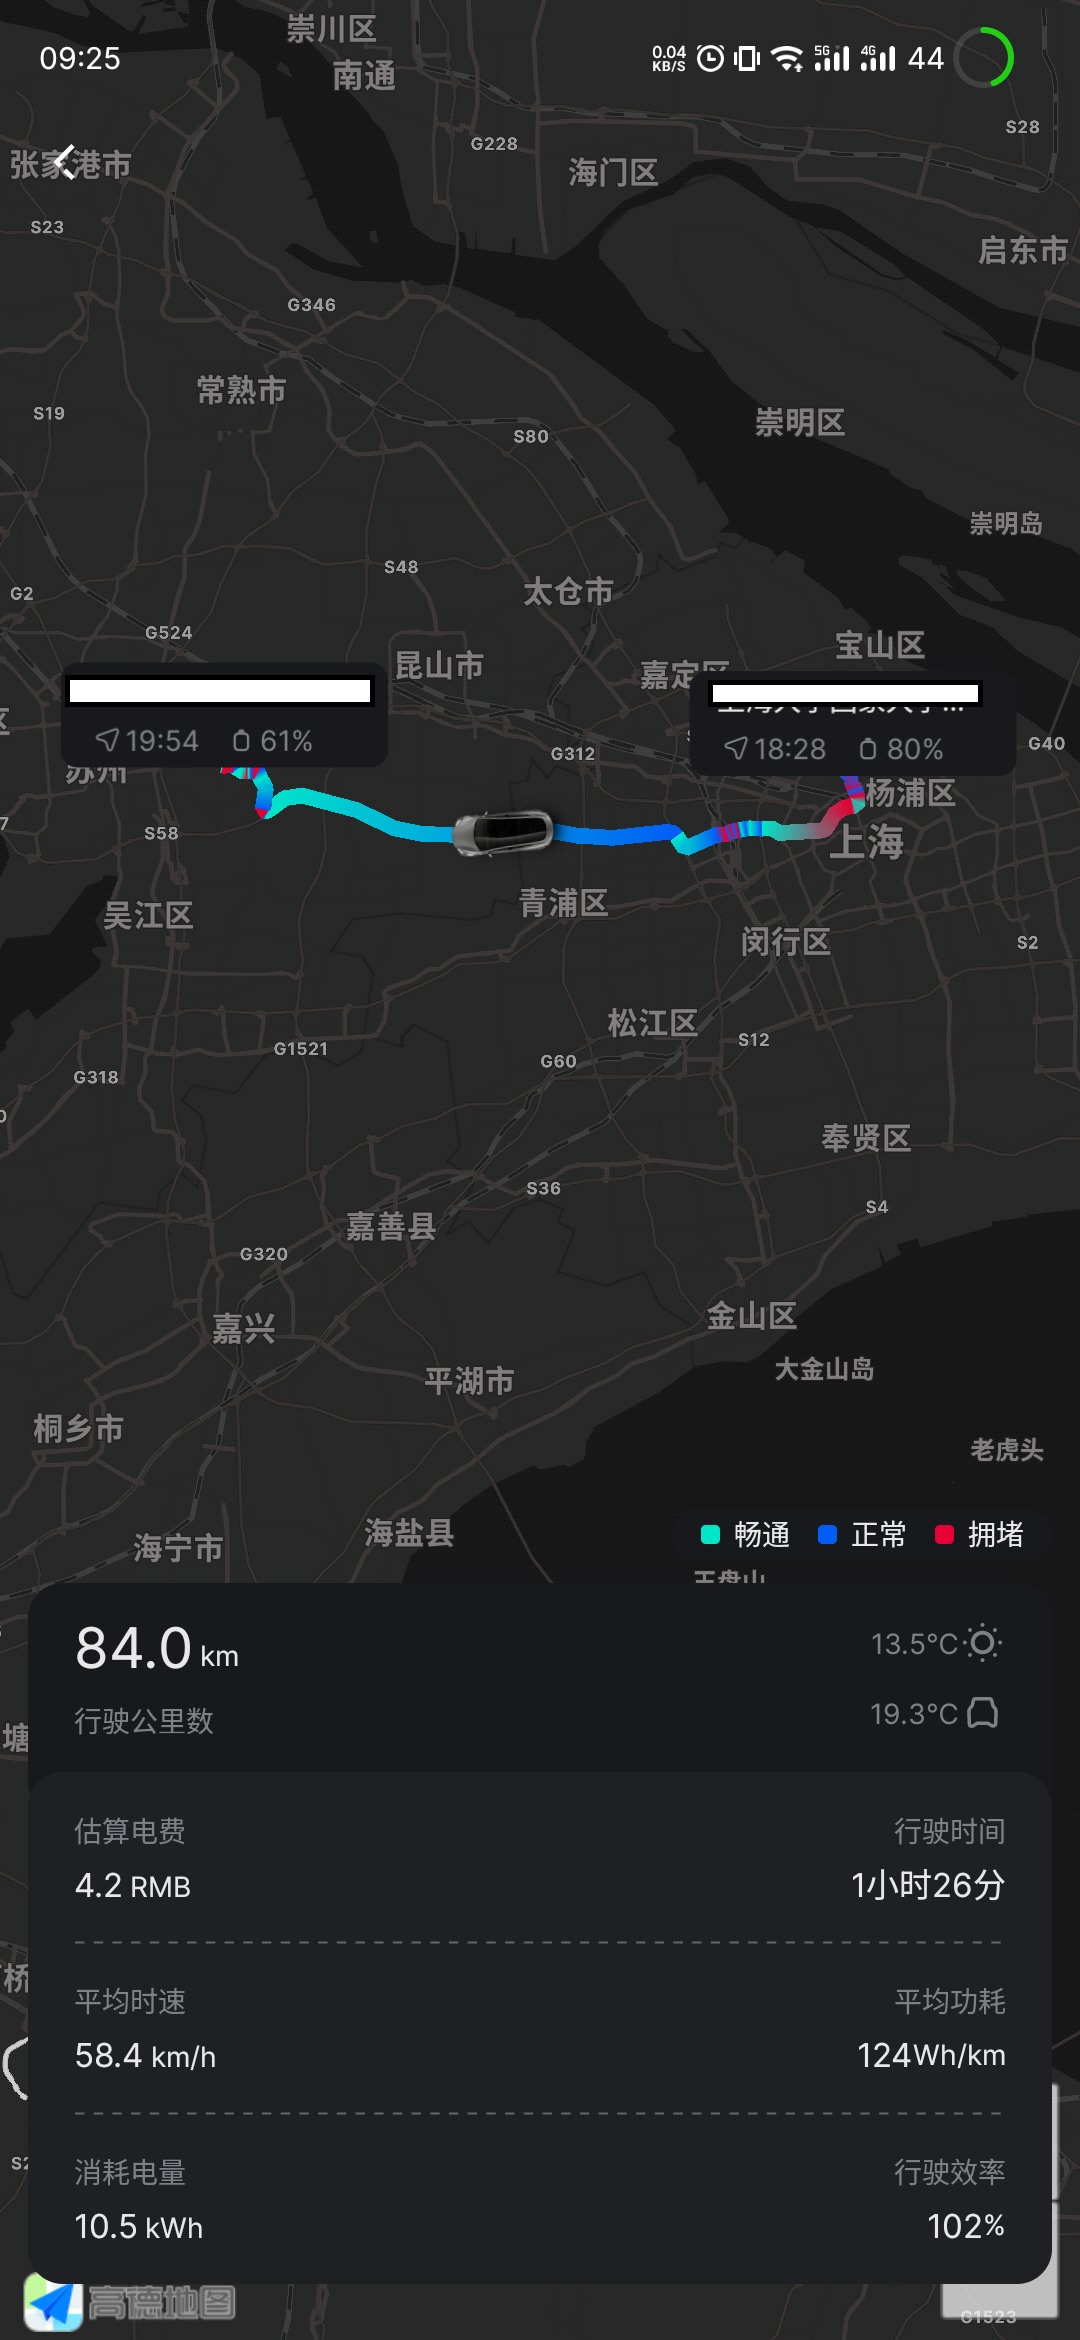 崇川区
09:25
0.04
KB/S
5G
4G
44
南通
S28
G228
张家港市
海门区
S23
启东市
G346
常熟市
S19
崇明区
S80
崇明岛
S48
G2
太仓市
G524
宝山区
昆山市
嘉定区
19:54 61%
18:28 80%
G40
G312
苏州
杨浦区
S58
上海
青浦区
吴江区
闵行区
S2
松江区
S12
G1521
G60
G318
奉贤区
S36
S4
嘉善县
G320
金山区
嘉兴
大金山岛
平湖市
桐乡市
老虎头
海盐县
畅通 正常 拥堵
海宁市
王盘山
84.0 km
13.5°C
行驶公里数
19.3°C
塘
估算电费
行驶时间
4.2 RMB
1小时26分
桥
平均时速
平均功耗
58.4 km/h
124Wh/km
消耗电量
行驶效率
10.5 kWh
102%
高德地图
G1523